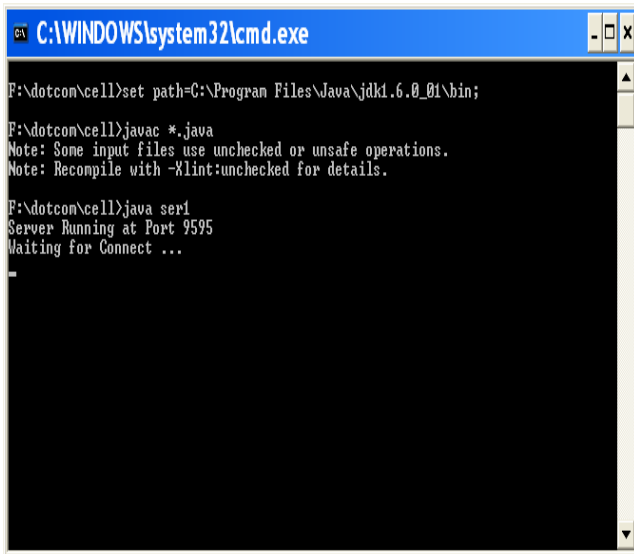 C:\WINDOWS\system32\cmd.exe
F:\dotcom\cell>set path=C:\Program Files\Java\jdk1.6.0_01\bin;
F:\dotcom\cell>javac *.java
Note: Some input files use unchecked or unsafe operations.
Note: Recompile with -Xlint:unchecked for details.
F:\dotcom\cell>java ser1
Server Running at Port 9595
Waiting for Connect ...